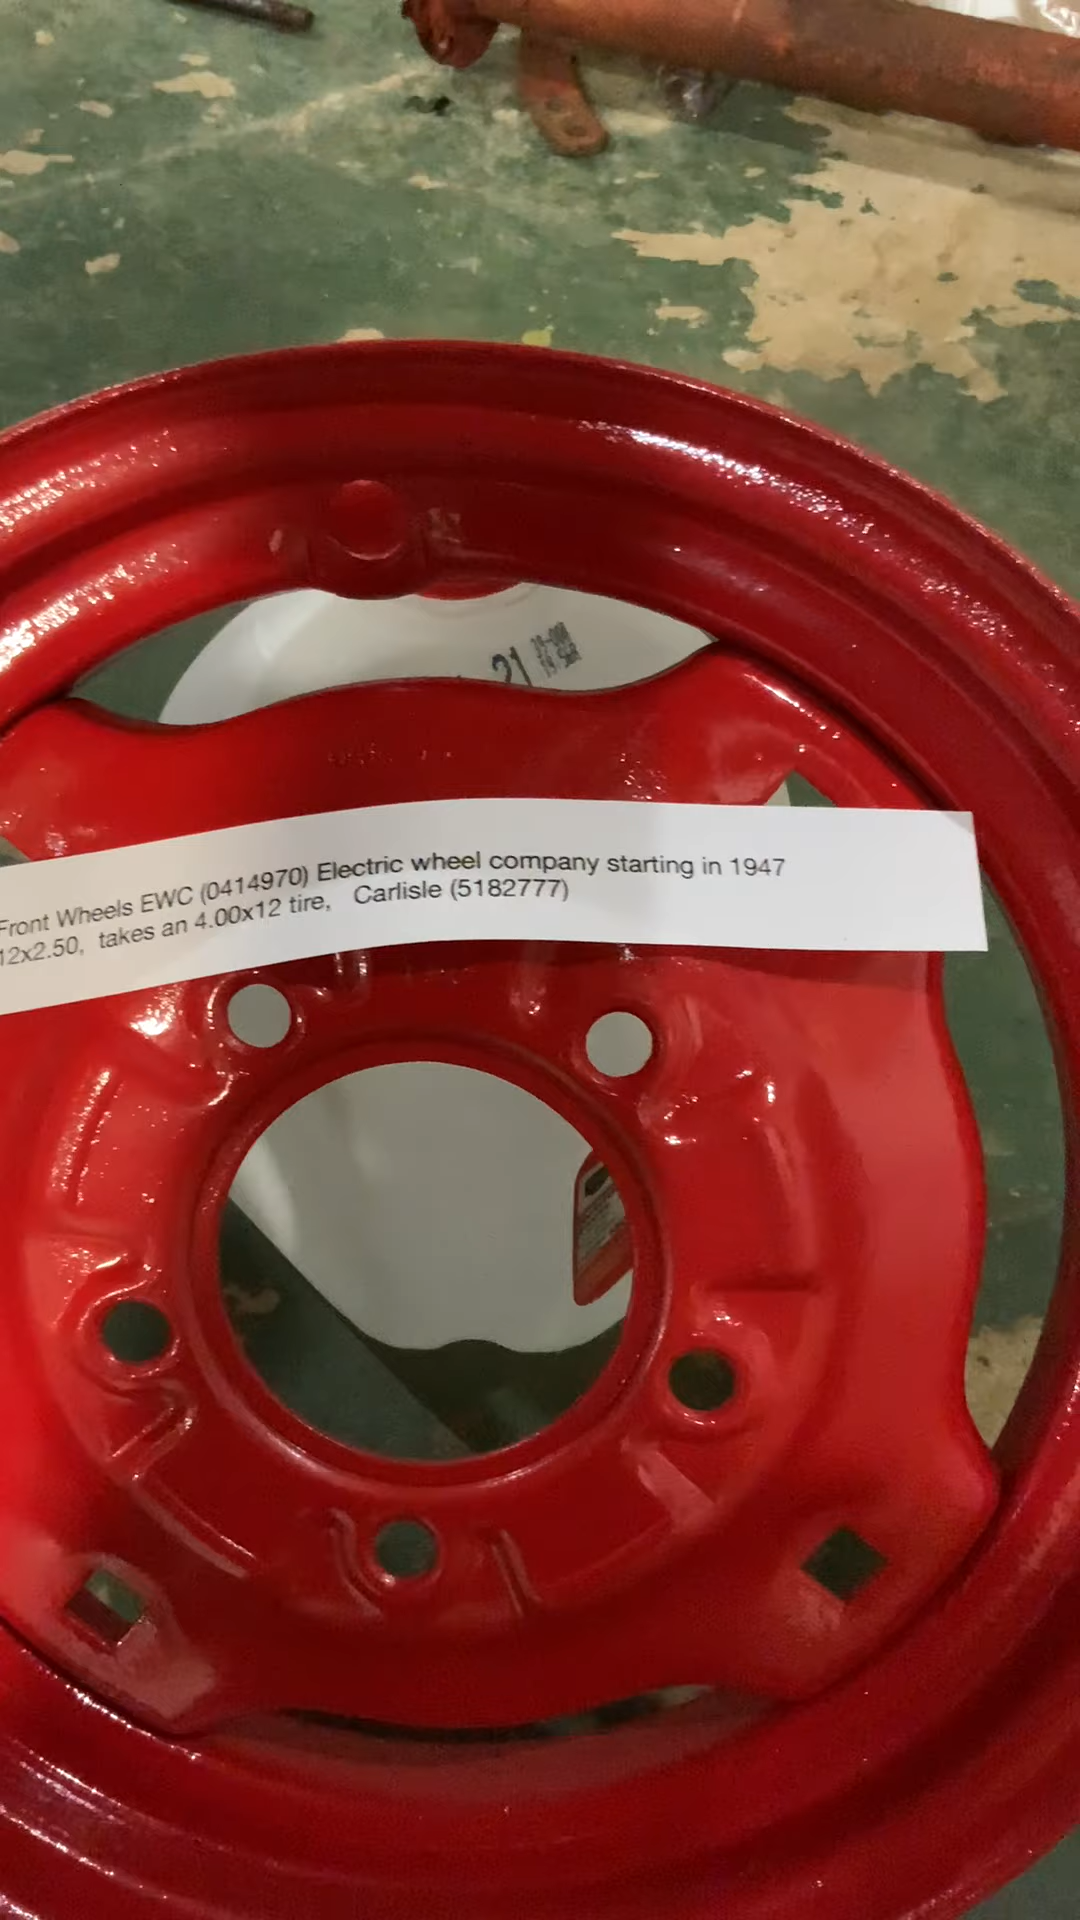 21
Front Wheels EWC (0414970) Electric wheel company starting in 1947
12x2.50, takes an 4.00x12 tire, Carlisle (5182777)